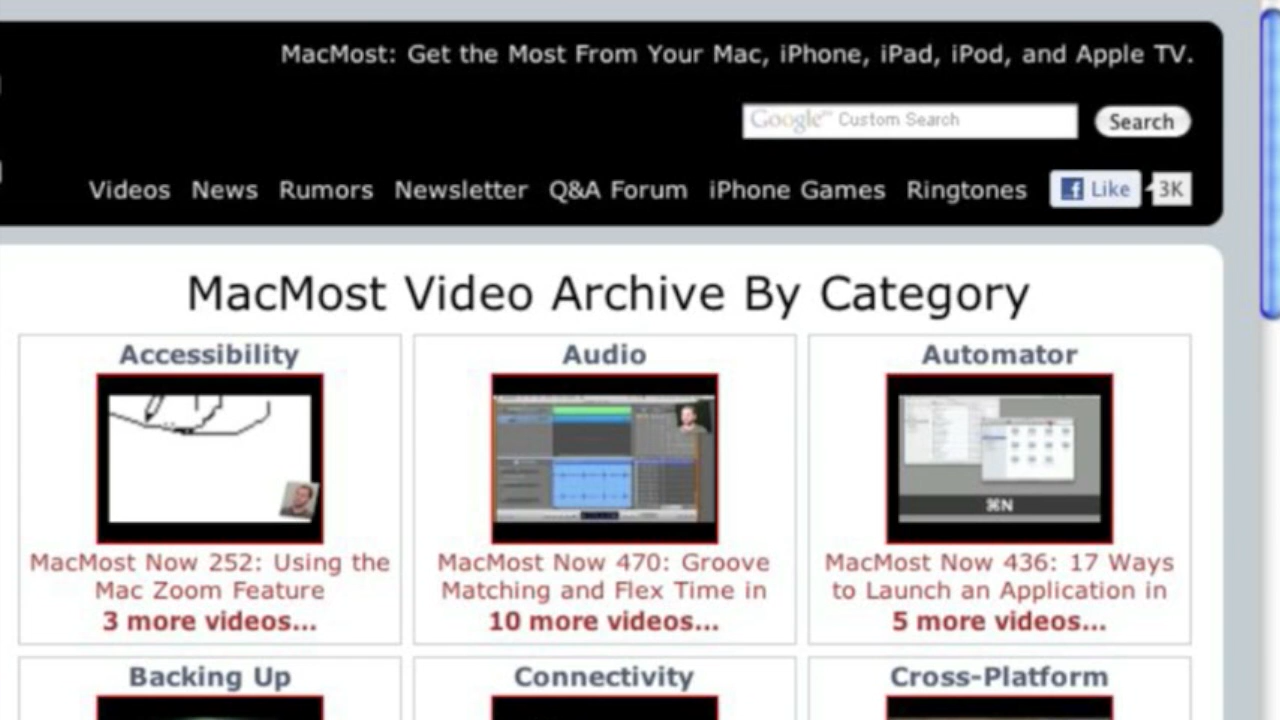 MacMost: Get the Most From Your Mac, iPhone, iPad, iPod, and Apple TV.
Google™ Custom Search
Search
Videos News Rumors Newsletter Q&A Forum iPhone Games Ringtones Like 3K
MacMost Video Archive By Category
Accessibility Audio Automator
⌘N
MacMost Now 252: Using the MacMost Now 470: Groove MacMost Now 436: 17 Ways
Mac Zoom Feature Matching and Flex Time in to Launch an Application in
3 more videos... 10 more videos... 5 more videos...
Backing Up Connectivity Cross-Platform